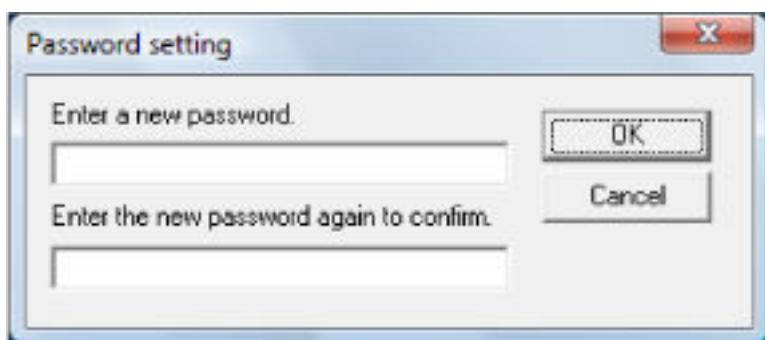 Password setting
Enter a new password.
OK
Cancel
Enter the new password again to confirm.